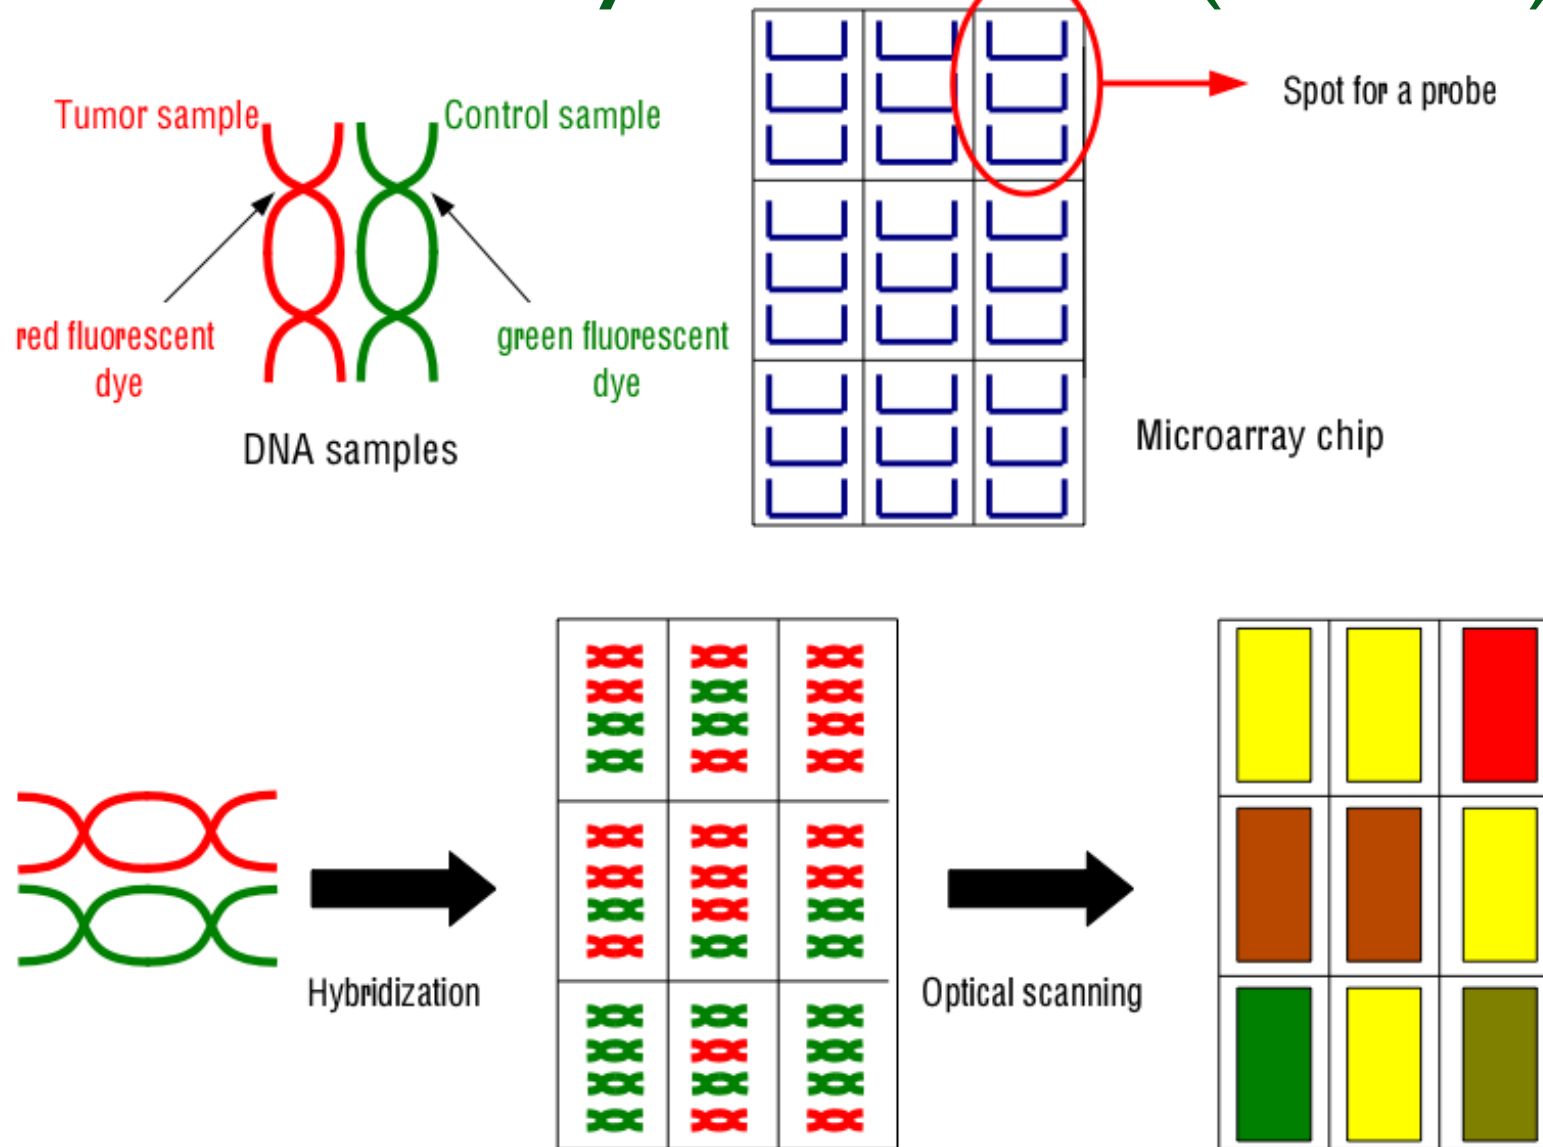 Tumor sample
Control sample
Spot for a probe
red fluorescent
dye
green fluorescent
dye
DNA samples
Microarray chip
Hybridization
Optical scanning